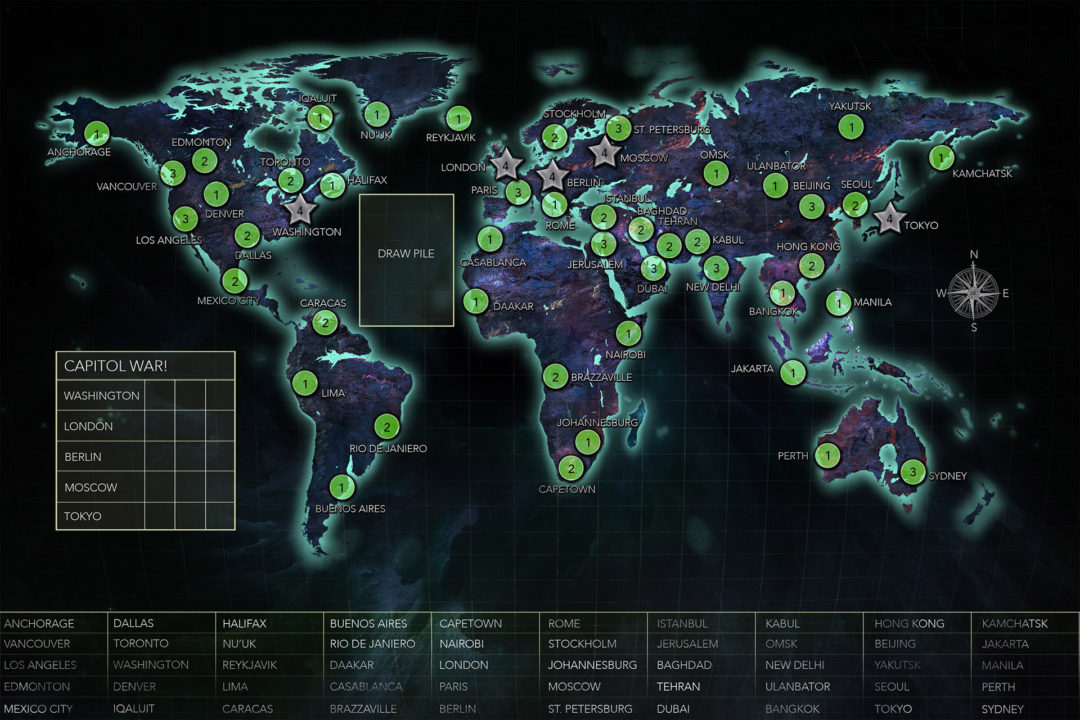 IQALUIT
NU'UK
REYKJAVIK
ANCHORAGE
EDMONTON
TORONTO
VANCOUVER
HALIFAX
DENVER
LOS ANGELES
WASHINGTON
DALLAS
MEXICO CITY
STOCKHOLM
ST. PETERSBURG
LONDON
MOSCOW
PARIS
BERLIN
ROME
ISTANBUL
BAGHDAD
TEHRAN
JERUSALEM
KABUL
DUBAI
NEW DELHI
OMSK
YAKUTSK
ULANBATOR
BEIJING
SEOUL
KAMCHATSK
TOKYO
HONG KONG
BANGKOK
MANILA
JAKARTA
PERTH
SYDNEY
CASABLANCA
DAAKAR
NAIROBI
BRAZZAVILLE
JOHANNESBURG
CAPETOWN
CARACAS
LIMA
RIO DE JANIERO
BUENOS AIRES
1
1
1
1
2
3
2
1
1
3
4
2
2
2
3
4
4
3
4
1
2
2
2
3
2
3
3
1
1
1
3
2
1
4
2
1
1
1
1
3
1
1
1
2
1
2
2
1
2
1
DRAW PILE
N
W E
S
CAPITOL WAR!
WASHINGTON
LONDON
BERLIN
MOSCOW
TOKYO
ANCHORAGE DALLAS HALIFAX BUENOS AIRES CAPETOWN ROME ISTANBUL KABUL HONG KONG KAMCHATSK
VANCOUVER TORONTO NU'UK RIO DE JANIERO NAIROBI STOCKHOLM JERUSALEM OMSK BEIJING JAKARTA
LOS ANGELES WASHINGTON REYKJAVIK DAAKAR LONDON JOHANNESBURG BAGHDAD NEW DELHI YAKUTSK MANILA
EDMONTON DENVER LIMA CASABLANCA PARIS MOSCOW TEHRAN ULANBATOR SEOUL PERTH
MEXICO CITY IQALUIT CARACAS BRAZZAVILLE BERLIN ST. PETERSBURG DUBAI BANGKOK TOKYO SYDNEY